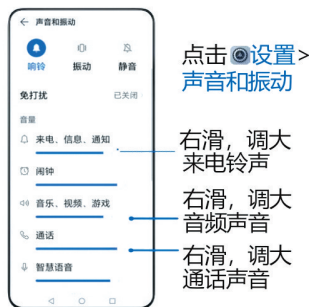 声音和振动
响铃 振动 静音
免打扰 已关闭
音量
来电、信息、通知
闹钟
音乐、视频、游戏
通话
智慧语音
点击设置>
声音和振动
右滑，调大
来电铃声
右滑，调大
音频声音
右滑，调大
通话声音